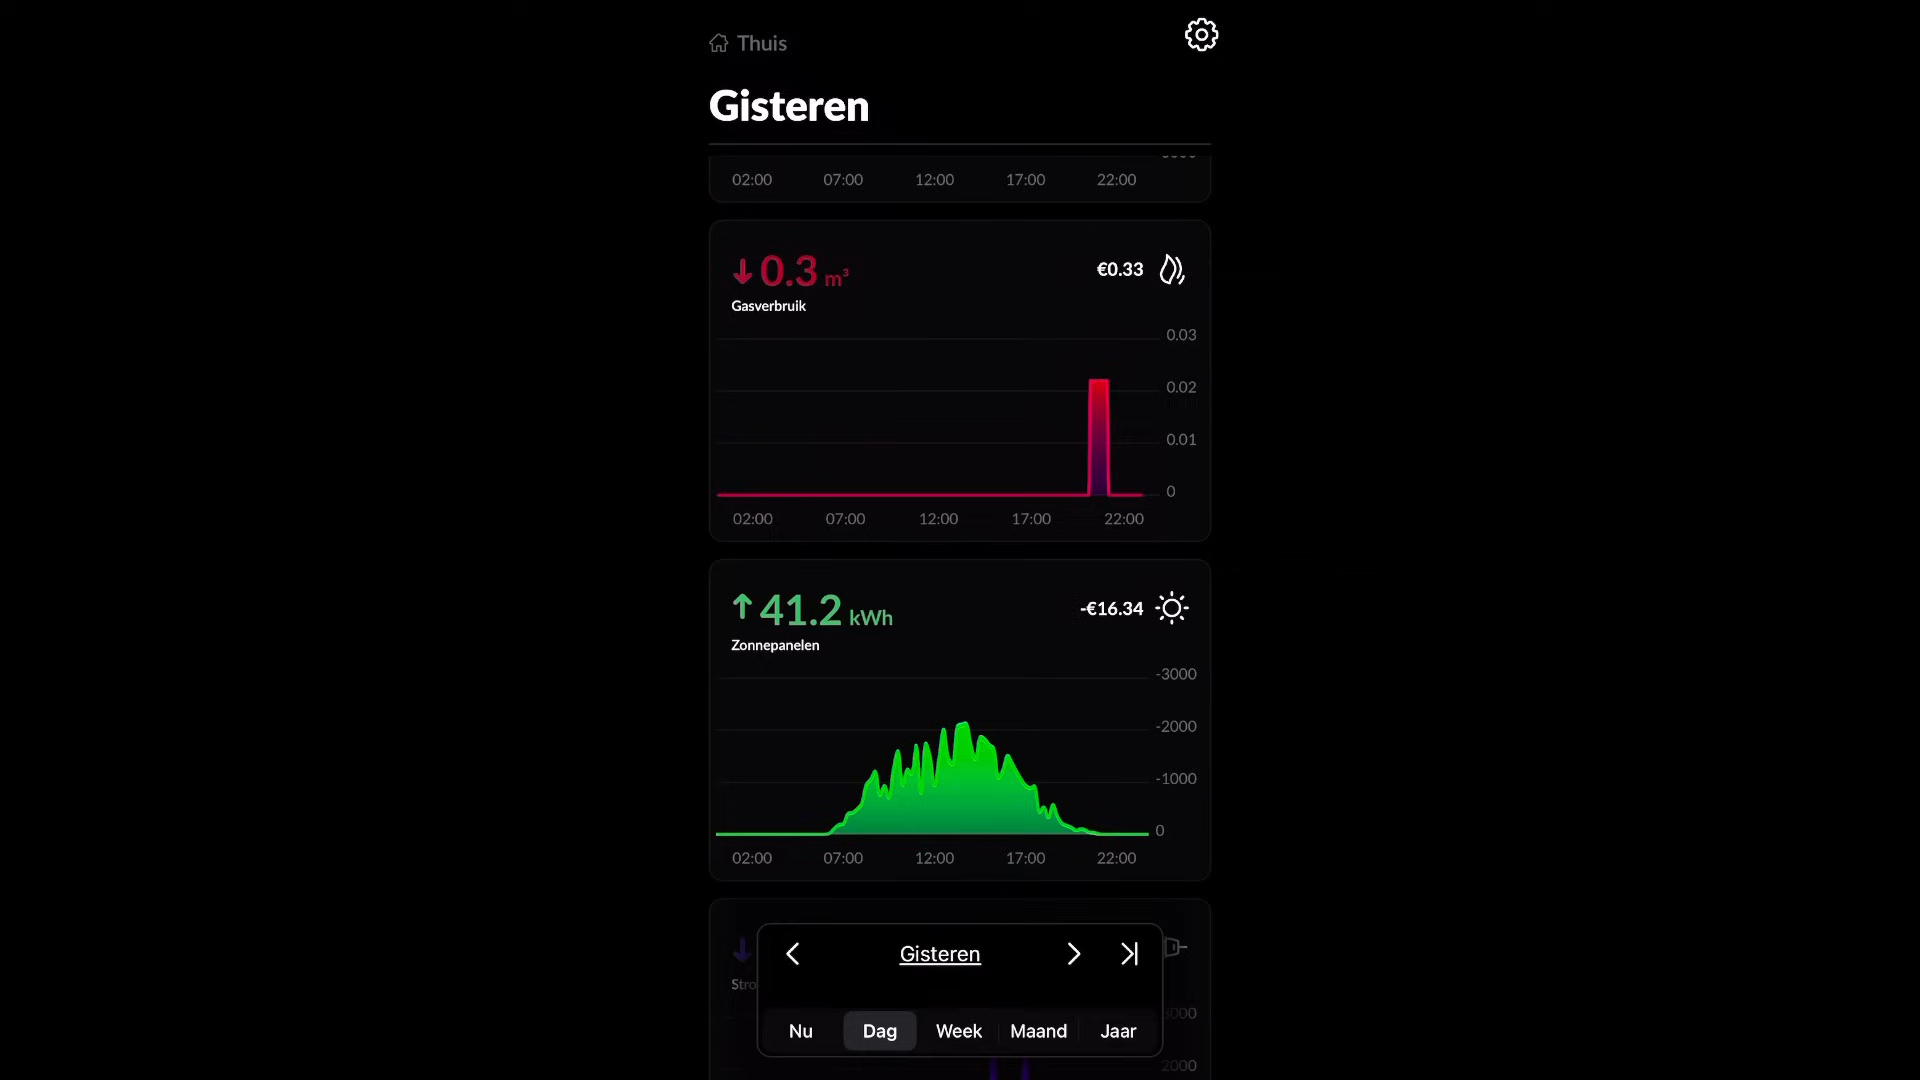 Thuis
Gisteren
02:00 07:00 12:00 17:00 22:00
0.3 m³
€0.33
Gasverbruik
0.03
0.02
0.01
0
02:00 07:00 12:00 17:00 22:00
41.2 kWh
-€16.34
Zonnepanelen
-3000
-2000
-1000
0
02:00 07:00 12:00 17:00 22:00
Gisteren
Stro
Nu Dag Week Maand Jaar
2000